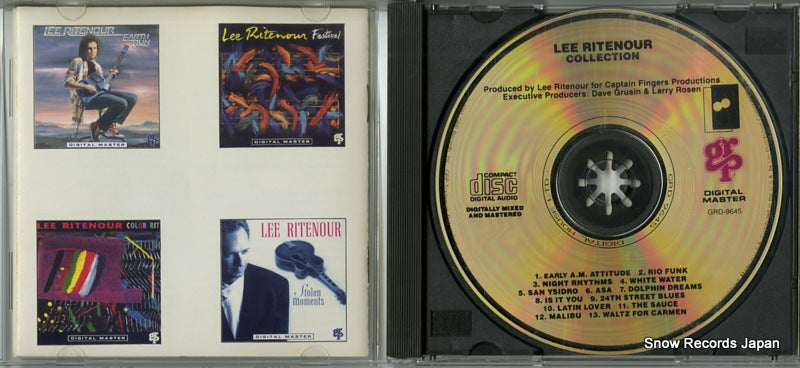 LEE RITENOUR
EARTH
RUN
DIGITAL MASTER
Lee Ritenour Festival
DIGITAL MASTER
LEE RITENOUR COLOR RIT
DIGITAL MASTER
LEE RITENOUR
Stolen
Moments
DIGITAL MASTER
LEE RITENOUR
COLLECTION
Produced by Lee Ritenour for Captain Fingers Productions
Executive Producers: Dave Grusin & Larry Rosen
COMPACT
disc
DIGITAL AUDIO
DIGITALLY MIXED
AND MASTERED
grp
DIGITAL
MASTER
GRD-9645
1. EARLY A.M. ATTITUDE 2. RIO FUNK
3. NIGHT RHYTHMS 4. WHITE WATER
5. SAN YSIDRO 6. ASA 7. DOLPHIN DREAMS
8. IS IT YOU 9. 24TH STREET BLUES
10. LATIN LOVER 11. THE SAUCE
12. MALIBU 13. WALTZ FOR CARMEN
Snow Records Japan